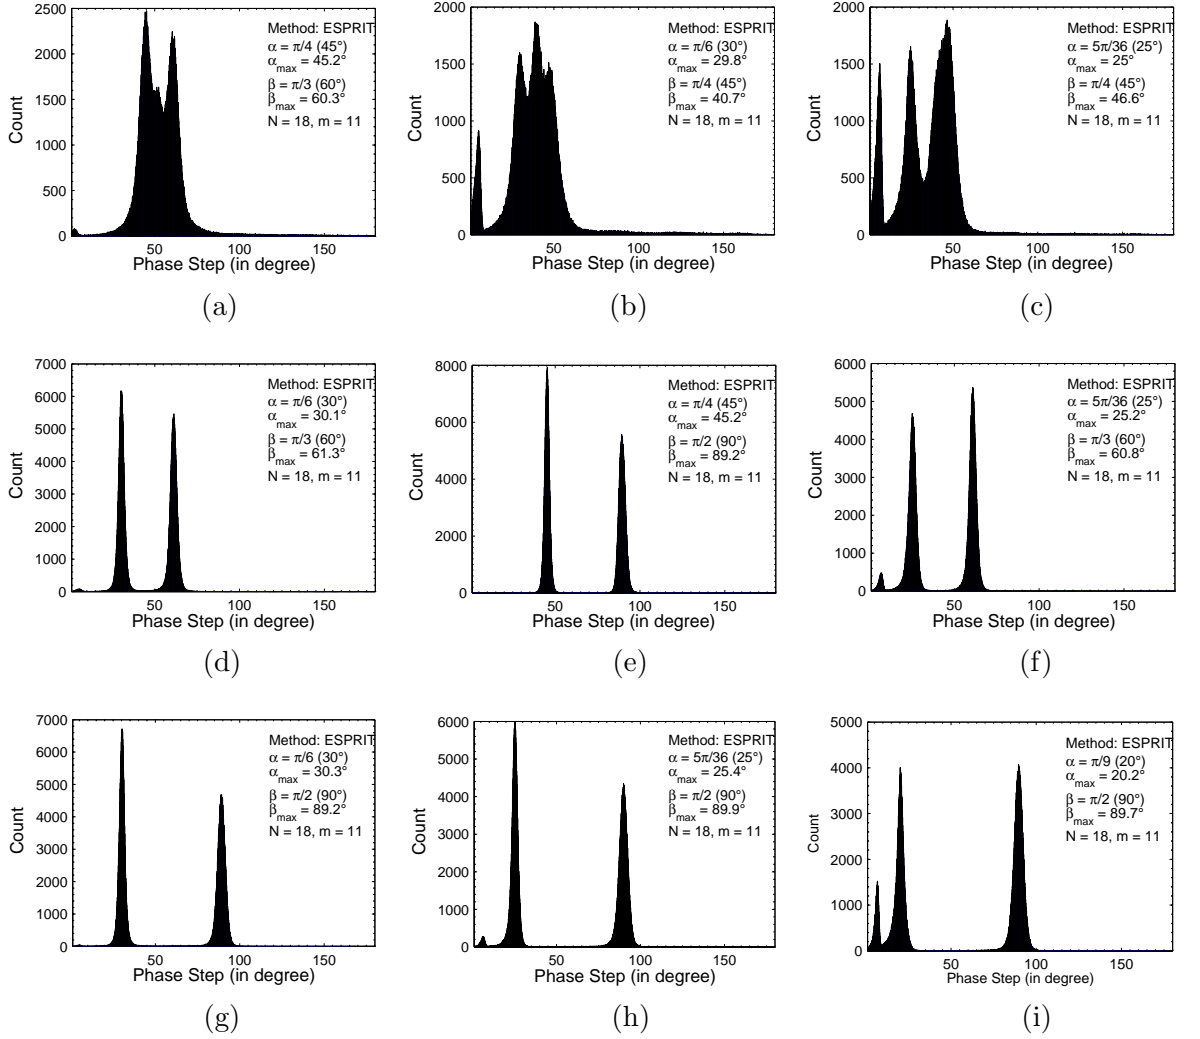 2500
2000
1500
1000
500
0
50
100
150
Count
Phase Step (in degree)
Method: ESPRIT
α = π/4 (45°)
αmax = 45.2°
β = π/3 (60°)
βmax = 60.3°
N = 18, m = 11
(a)
2000
1500
1000
500
0
50
100
150
Count
Phase Step (in degree)
Method: ESPRIT
α = π/6 (30°)
αmax = 29.8°
β = π/4 (45°)
βmax = 40.7°
N = 18, m = 11
(b)
2000
1500
1000
500
0
50
100
150
Count
Phase Step (in degree)
Method: ESPRIT
α = 5π/36 (25°)
αmax = 25°
β = π/4 (45°)
βmax = 46.6°
N = 18, m = 11
(c)
7000
6000
5000
4000
3000
2000
1000
0
50
100
150
Count
Phase Step (in degree)
Method: ESPRIT
α = π/6 (30°)
αmax = 30.1°
β = π/3 (60°)
βmax = 61.3°
N = 18, m = 11
(d)
8000
6000
4000
2000
0
50
100
150
Count
Phase Step (in degree)
Method: ESPRIT
α = π/4 (45°)
αmax = 45.2°
β = π/2 (90°)
βmax = 89.2°
N = 18, m = 11
(e)
6000
5000
4000
3000
2000
1000
0
50
100
150
Count
Phase Step (in degree)
Method: ESPRIT
α = 5π/36 (25°)
αmax = 25.2°
β = π/3 (60°)
βmax = 60.8°
N = 18, m = 11
(f)
7000
6000
5000
4000
3000
2000
1000
0
50
100
150
Count
Phase Step (in degree)
Method: ESPRIT
α = π/6 (30°)
αmax = 30.3°
β = π/2 (90°)
βmax = 89.2°
N = 18, m = 11
(g)
6000
5000
4000
3000
2000
1000
0
50
100
150
Count
Phase Step (in degree)
Method: ESPRIT
α = 5π/36 (25°)
αmax = 25.4°
β = π/2 (90°)
βmax = 89.9°
N = 18, m = 11
(h)
5000
4000
3000
2000
1000
0
50
100
150
Count
Phase Step (in degree)
Method: ESPRIT
α = π/9 (20°)
αmax = 20.2°
β = π/2 (90°)
βmax = 89.7°
N = 18, m = 11
(i)